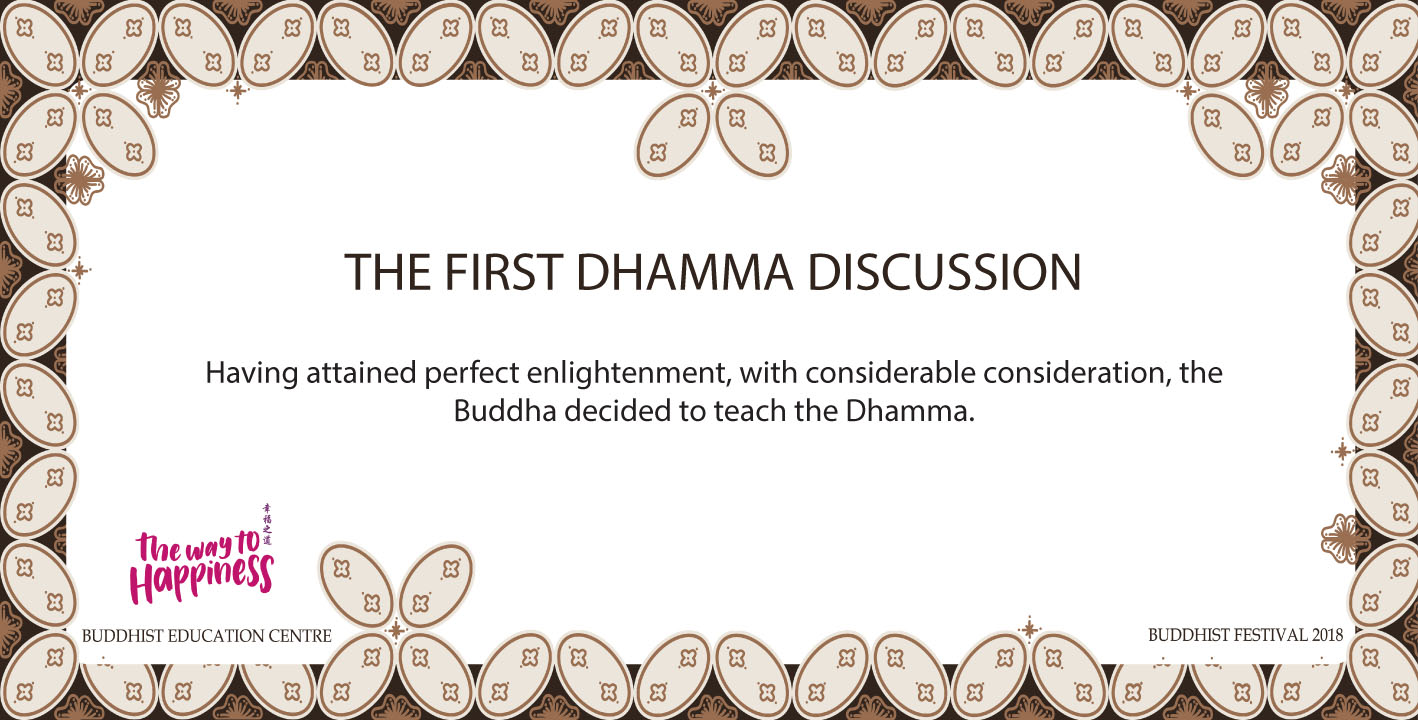 THE FIRST DHAMMA DISCUSSION
Having attained perfect enlightenment, with considerable consideration, the
Buddha decided to teach the Dhamma.
幸福之道
the way to
Happiness
BUDDHIST EDUCATION CENTRE
BUDDHIST FESTIVAL 2018